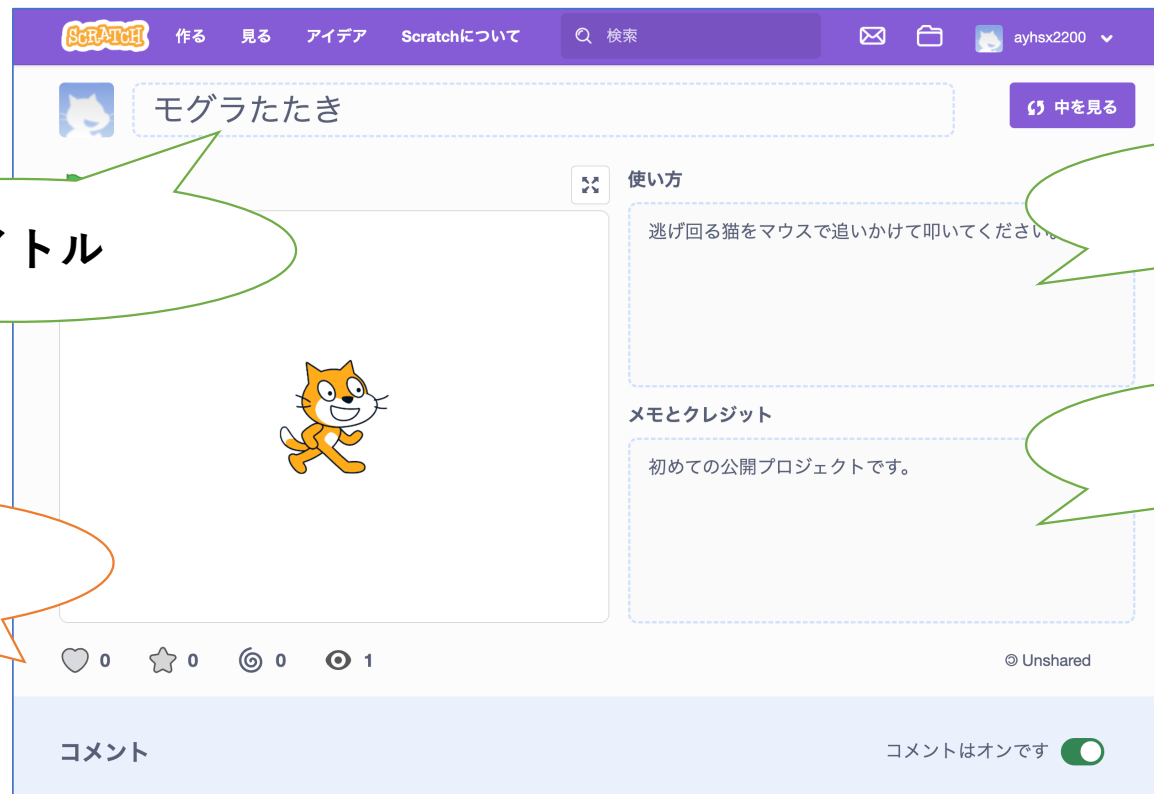 SCRATCH 作る 見る アイデア Scratchについて 検索 ayhsx2200
モグラたたき
中を見る
使い方
イトル
逃げ回る猫をマウスで追いかけて叩いてください。
メモとクレジット
初めての公開プロジェクトです。
0 0 0 1
Unshared
コメント
コメントはオンです